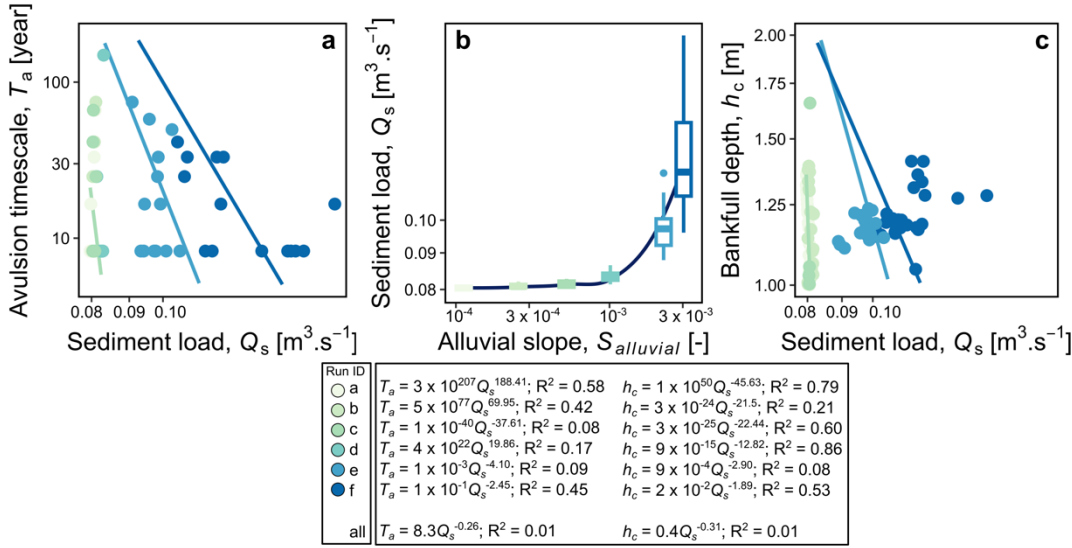 a
Avulsion timescale, Tₐ [year]
100
30
10
0.08 0.09 0.10
Sediment load, Qₛ [m³.s⁻¹]
b
Sediment load, Qₛ [m³.s⁻¹]
0.10
0.09
0.08
10⁻⁴ 3 x 10⁻⁴ 10⁻³ 3 x 10⁻³
Alluvial slope, S_alluvial [-]
c
Bankfull depth, h_c [m]
2.00
1.75
1.50
1.25
1.00
0.08 0.09 0.10
Sediment load, Qₛ [m³.s⁻¹]
Run ID
a Tₐ = 3 x 10²⁰⁷Qₛ¹⁸⁸·⁴¹; R² = 0.58 h_c = 1 x 10⁵⁰Qₛ⁻⁴⁵·⁶³; R² = 0.79
b Tₐ = 5 x 10⁷⁷Qₛ⁶⁹·⁹⁵; R² = 0.42 h_c = 3 x 10⁻²⁴Qₛ⁻²¹·⁵; R² = 0.21
c Tₐ = 1 x 10⁻⁴⁰Qₛ⁻³⁷·⁶¹; R² = 0.08 h_c = 3 x 10⁻²⁵Qₛ⁻²²·⁴⁴; R² = 0.60
d Tₐ = 4 x 10²²Qₛ¹⁹·⁸⁶; R² = 0.17 h_c = 9 x 10⁻¹⁵Qₛ⁻¹²·⁸²; R² = 0.86
e Tₐ = 1 x 10⁻³Qₛ⁻⁴·¹⁰; R² = 0.09 h_c = 9 x 10⁻⁴Qₛ⁻²·⁹⁰; R² = 0.08
f Tₐ = 1 x 10⁻¹Qₛ⁻²·⁴⁵; R² = 0.45 h_c = 2 x 10⁻²Qₛ⁻¹·⁸⁹; R² = 0.53
all Tₐ = 8.3Qₛ⁻⁰·²⁶; R² = 0.01 h_c = 0.4Qₛ⁻⁰·³¹; R² = 0.01